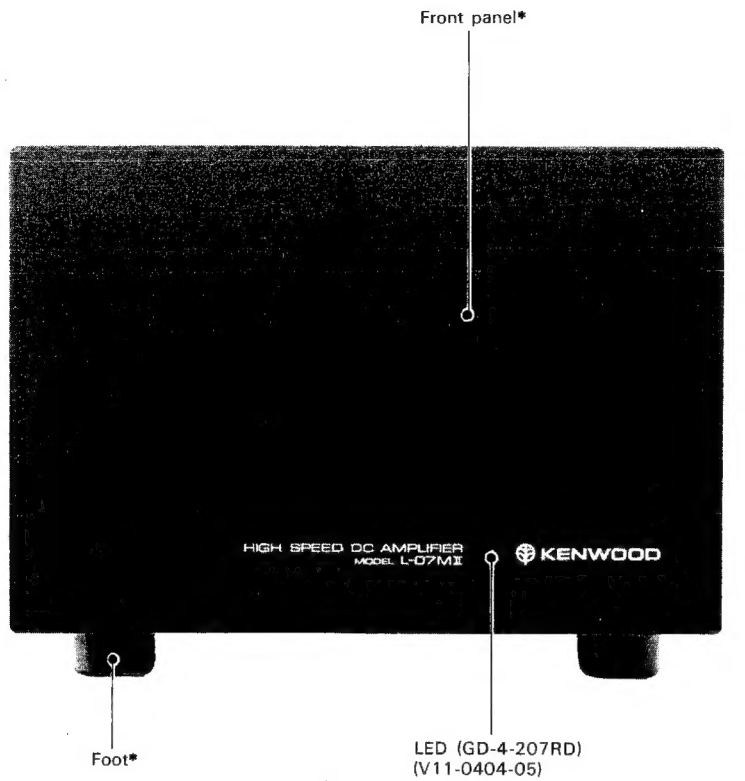 Front panel*
HIGH SPEED DC AMPLIFIER
MODEL L-07MII
KENWOOD
Foot*
LED (GD-4-207RD)
(V11-0404-05)